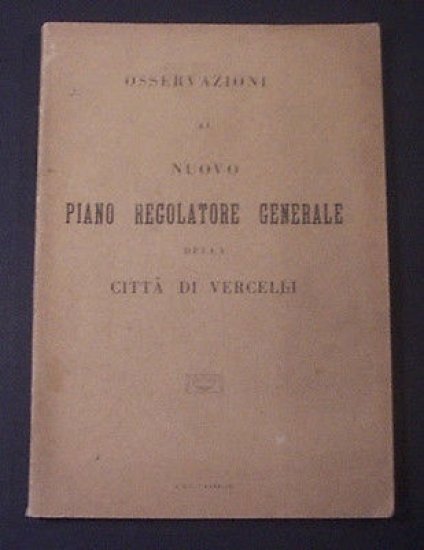 OSSERVAZIONI
AL
NUOVO
PIANO REGOLATORE GENERALE
DELLA
CITTÀ DI VERCELLI